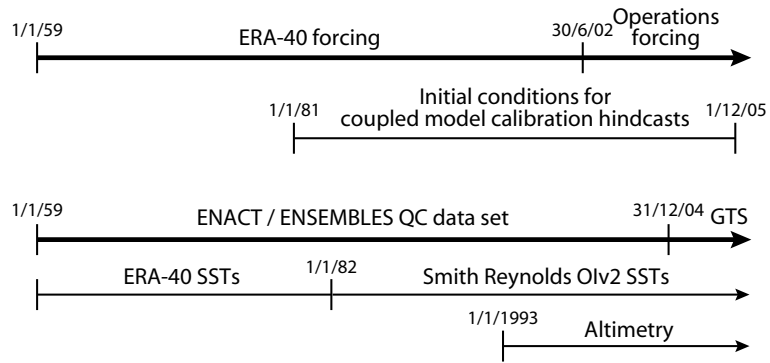 1/1/59
ERA-40 forcing
30/6/02
Operations
forcing
1/1/81
Initial conditions for
coupled model calibration hindcasts
1/12/05
1/1/59
ENACT / ENSEMBLES QC data set
31/12/04
GTS
ERA-40 SSTs
1/1/82
Smith Reynolds OIv2 SSTs
1/1/1993
Altimetry